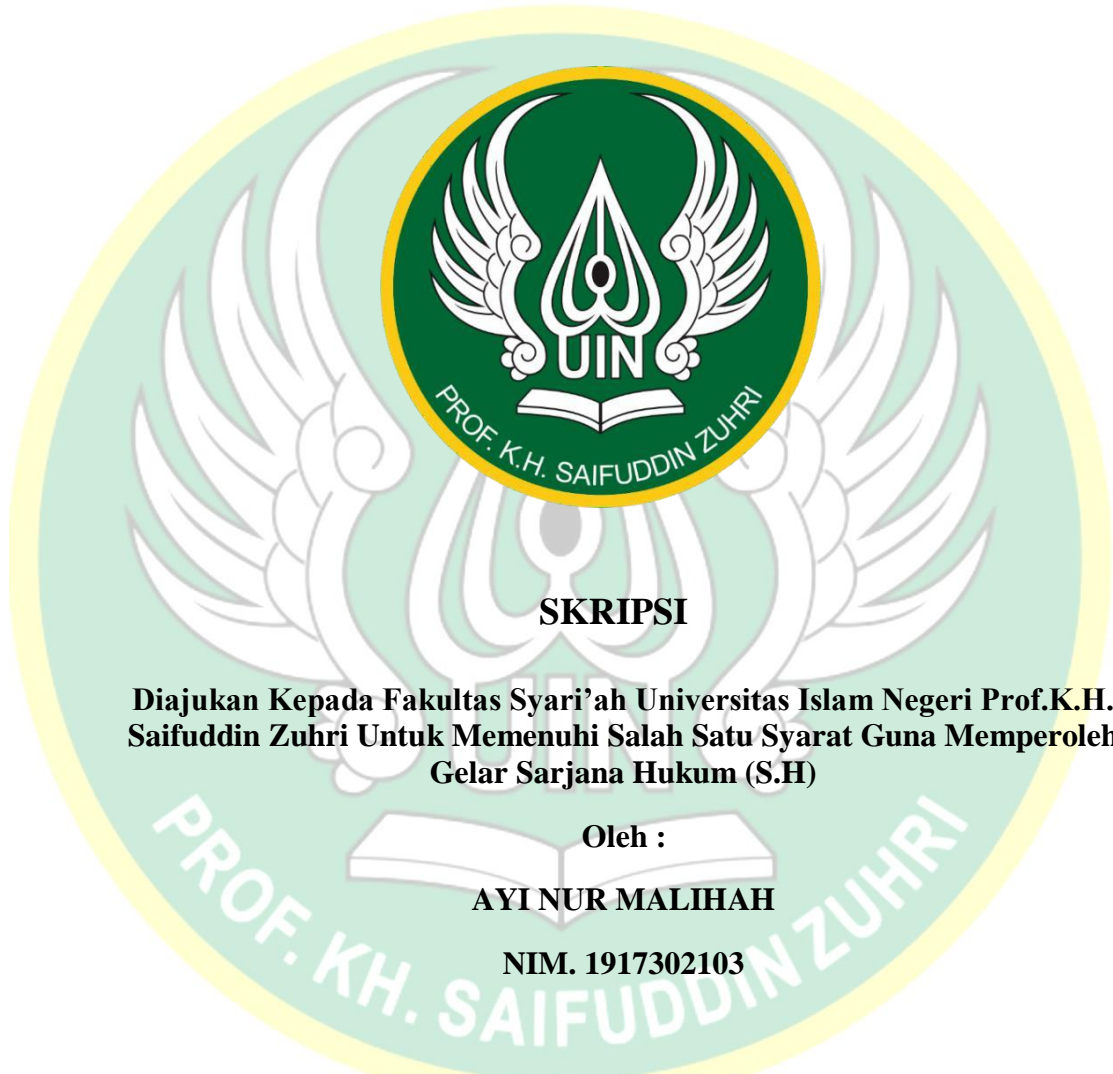 UIN
PROF. K.H. SAIFUDDIN ZUHRI
SKRIPSI
Diajukan Kepada Fakultas Syari’ah Universitas Islam Negeri Prof.K.H.
Saifuddin Zuhri Untuk Memenuhi Salah Satu Syarat Guna Memperoleh
Gelar Sarjana Hukum (S.H)
Oleh :
AYI NUR MALIHAH
NIM. 1917302103
UIN
PROF. KH. SAIFUDDIN ZUHRI